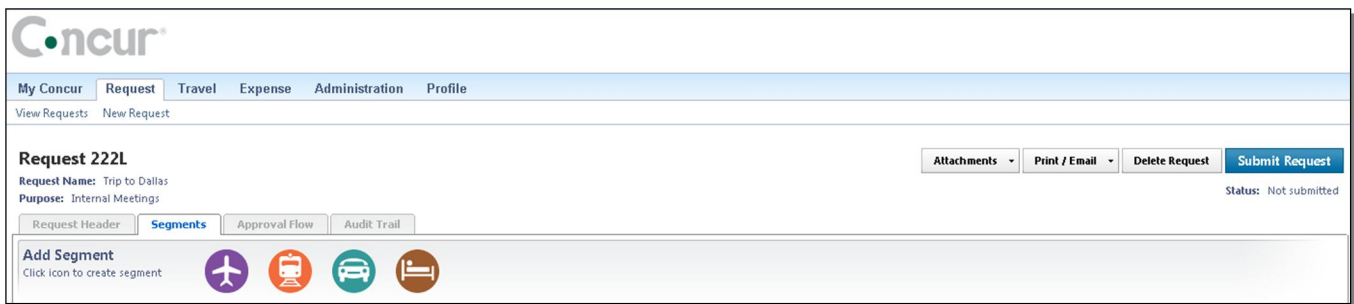 Concur®
My Concur Request Travel Expense Administration Profile
View Requests New Request
Request 222L
Attachments Print / Email Delete Request Submit Request
Request Name: Trip to Dallas
Purpose: Internal Meetings
Status: Not submitted
Request Header Segments Approval Flow Audit Trail
Add Segment
Click icon to create segment